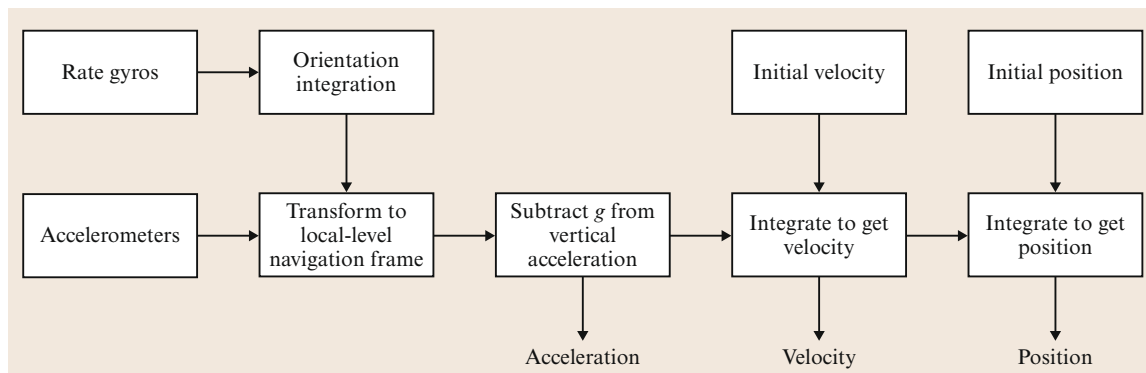 Rate gyros
Orientation
integration
Initial velocity
Initial position
Accelerometers
Transform to
local-level
navigation frame
Subtract g from
vertical
acceleration
Integrate to get
velocity
Integrate to get
position
Acceleration
Velocity
Position